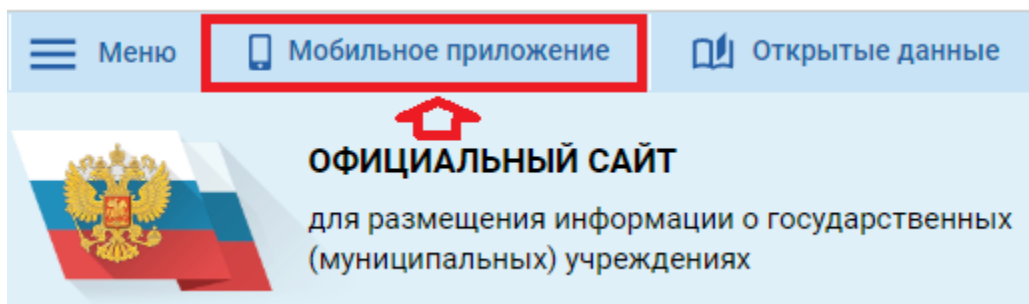 Меню Мобильное приложение Открытые данные
ОФИЦИАЛЬНЫЙ САЙТ
для размещения информации о государственных
(муниципальных) учреждениях